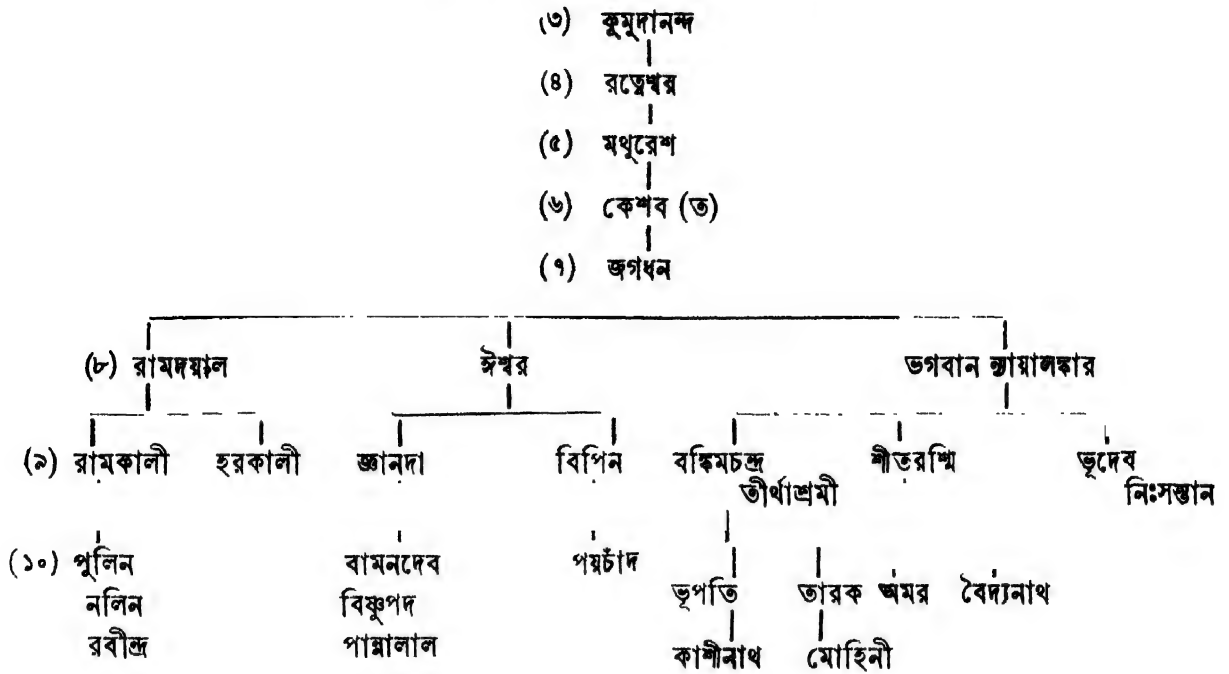 (৩) কুমুদানন্দ
(৪) রত্নেশ্বর
(৫) মথুরেশ
(৬) কেশব (ত)
(৭) জগধন
(৮) রামদয়াল ঈশ্বর ভগবান ন্যায়ালঙ্কার
(৯) রামকালী হরকালী জ্ঞানদা বিপিন বঙ্কিমচন্দ্র শীতরশ্মি ভূদেব
তীর্থাশ্রমী নিঃসন্তান
(১০) পুলিন বামনদেব পয়চাঁদ
ভূপতি তারক অমর বৈদ্যনাথ
নলিন বিষ্ণুপদ
রবীন্দ্র পান্নালাল কাশীনাথ মোহিনী